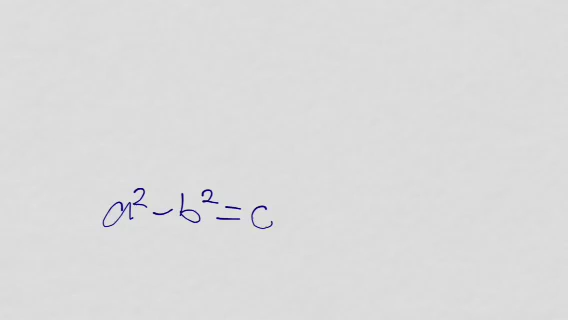 a² - b² = c